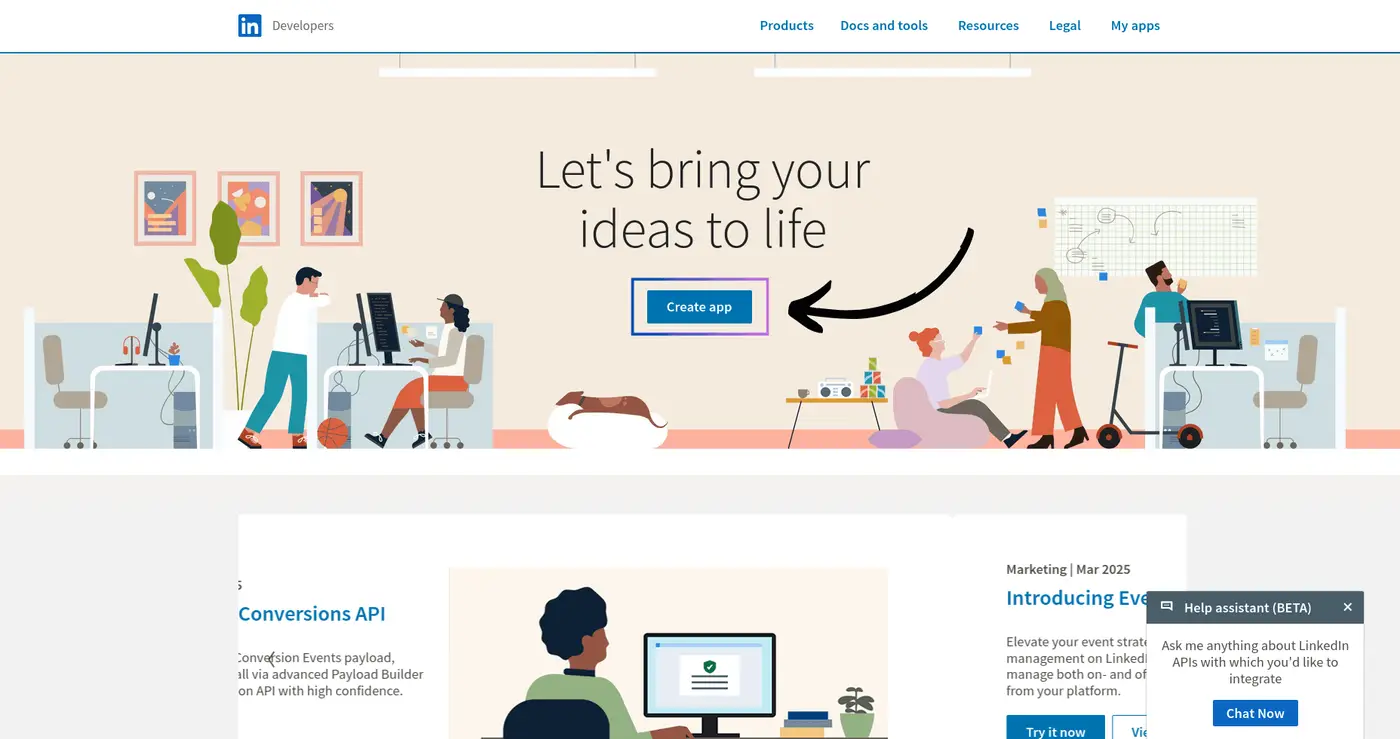 in Developers
Products Docs and tools Resources Legal My apps
Let's bring your
ideas to life
Create app
Conversions API
Conversion Events payload,
all via advanced Payload Builder
on API with high confidence.
Marketing | Mar 2025
Introducing Eve
Elevate your event strate
management on LinkedI
manage both on- and of
from your platform.
Try it now Vie
Help assistant (BETA)
Ask me anything about LinkedIn
APIs with which you'd like to
integrate
Chat Now